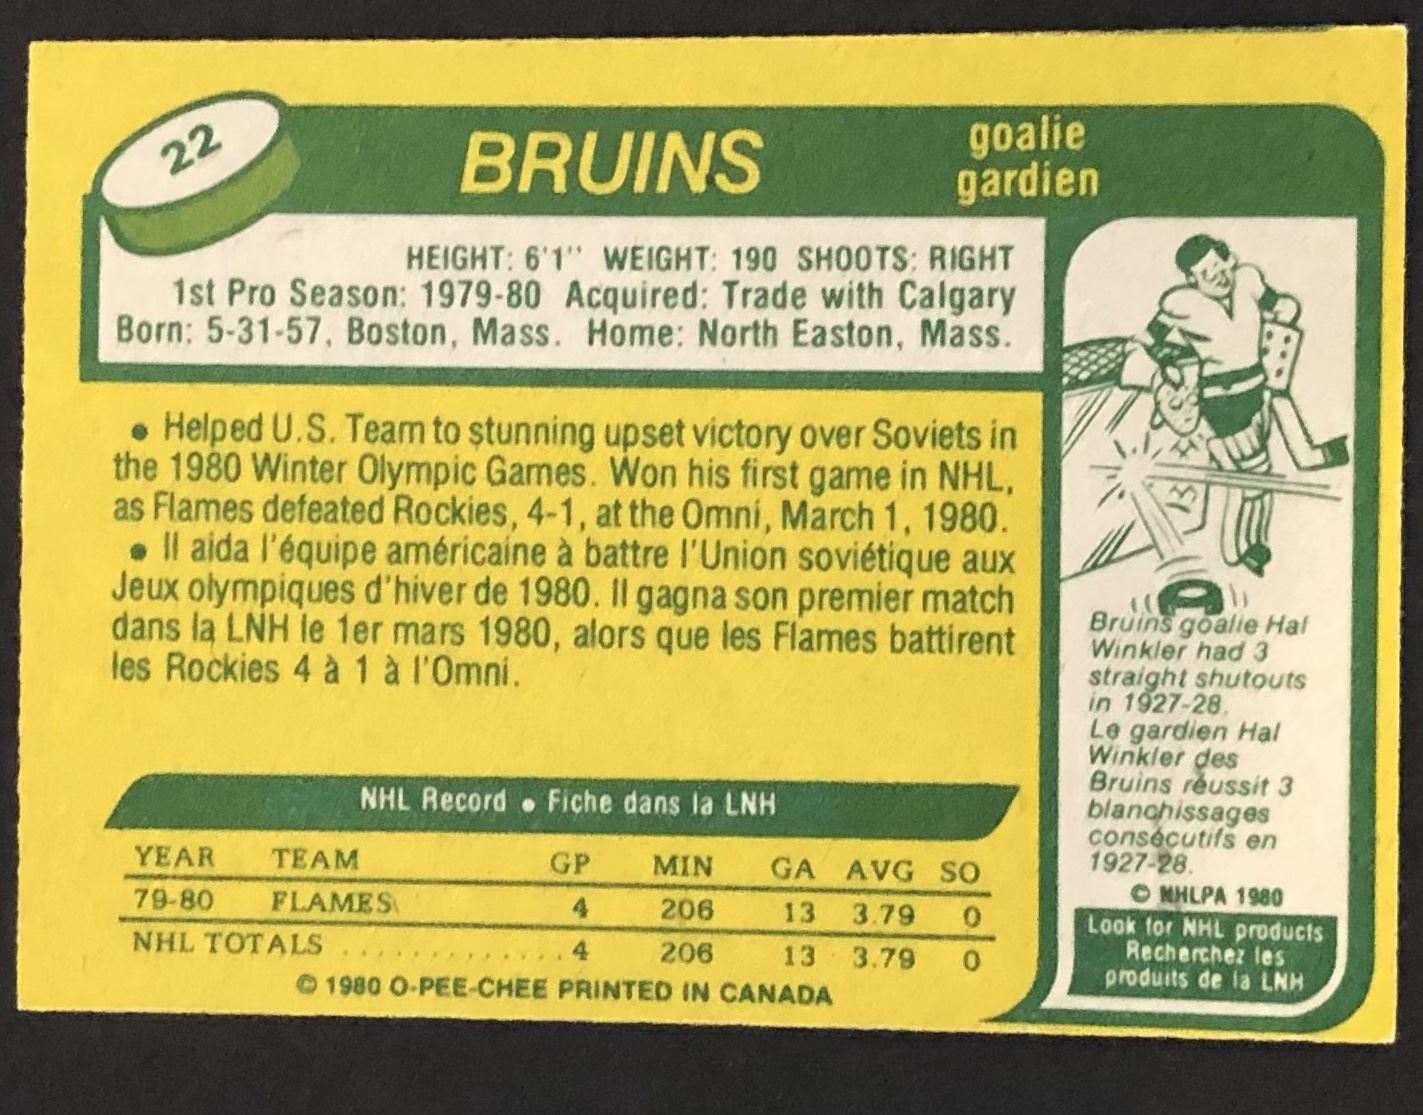 22
BRUINS
goalie
gardien
HEIGHT: 6'1" WEIGHT: 190 SHOOTS: RIGHT
1st Pro Season: 1979-80 Acquired: Trade with Calgary
Born: 5-31-57, Boston, Mass. Home: North Easton, Mass.
• Helped U.S. Team to stunning upset victory over Soviets in
the 1980 Winter Olympic Games. Won his first game in NHL,
as Flames defeated Rockies, 4-1, at the Omni, March 1, 1980.
• Il aida l'équipe américaine à battre l'Union soviétique aux
Jeux olympiques d'hiver de 1980. Il gagna son premier match
dans la LNH le 1er mars 1980, alors que les Flames battirent
les Rockies 4 à 1 à l'Omni.
NHL Record • Fiche dans la LNH
YEAR TEAM GP MIN GA AVG SO
79-80 FLAMES 4 206 13 3.79 0
NHL TOTALS .............. 4 206 13 3.79 0
© 1980 O-PEE-CHEE PRINTED IN CANADA
Bruins goalie Hal
Winkler had 3
straight shutouts
in 1927-28.
Le gardien Hal
Winkler des
Bruins réussit 3
blanchissages
consécutifs en
1927-28.
© NHLPA 1980
Look for NHL products
Recherchez les
produits de la LNH